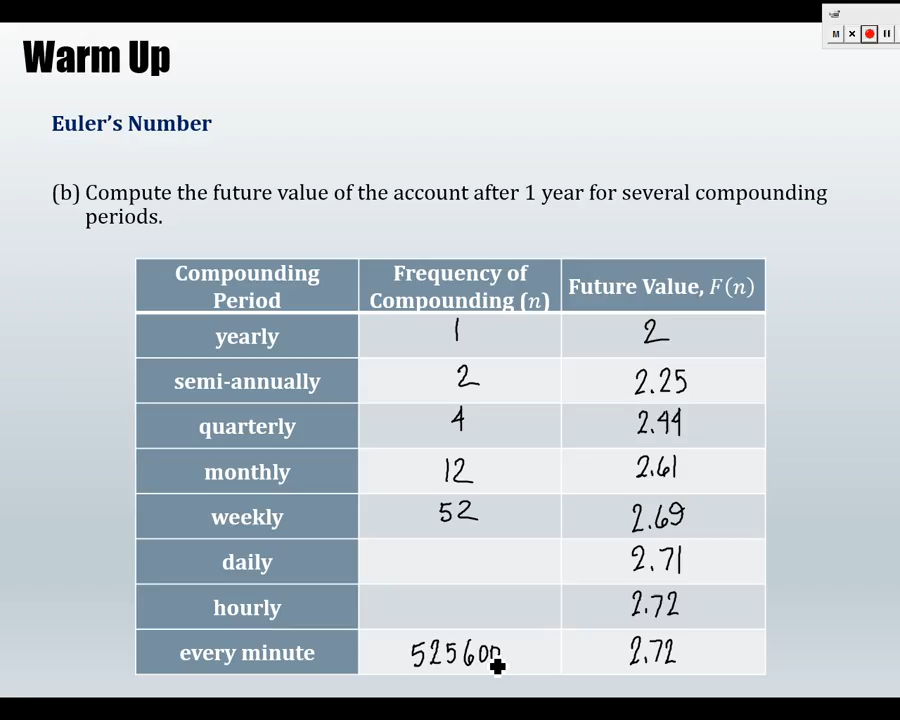 M
Warm Up
Euler's Number
(b) Compute the future value of the account after 1 year for several compounding
periods.
Compounding Period Frequency of Compounding (n) Future Value, F(n)
yearly 1 2
semi-annually 2 2.25
quarterly 4 2.44
monthly 12 2.61
weekly 52 2.69
daily 2.71
hourly 2.72
every minute 525600 2.72